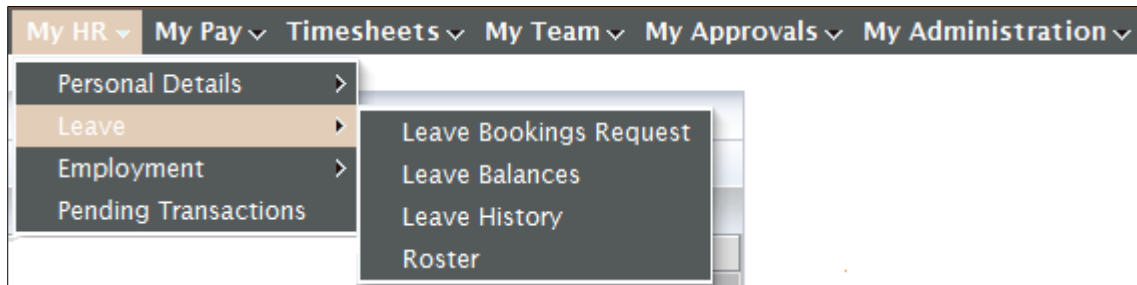 My HR My Pay Timesheets My Team My Approvals My Administration
Personal Details
Leave
Employment
Pending Transactions
Leave Bookings Request
Leave Balances
Leave History
Roster